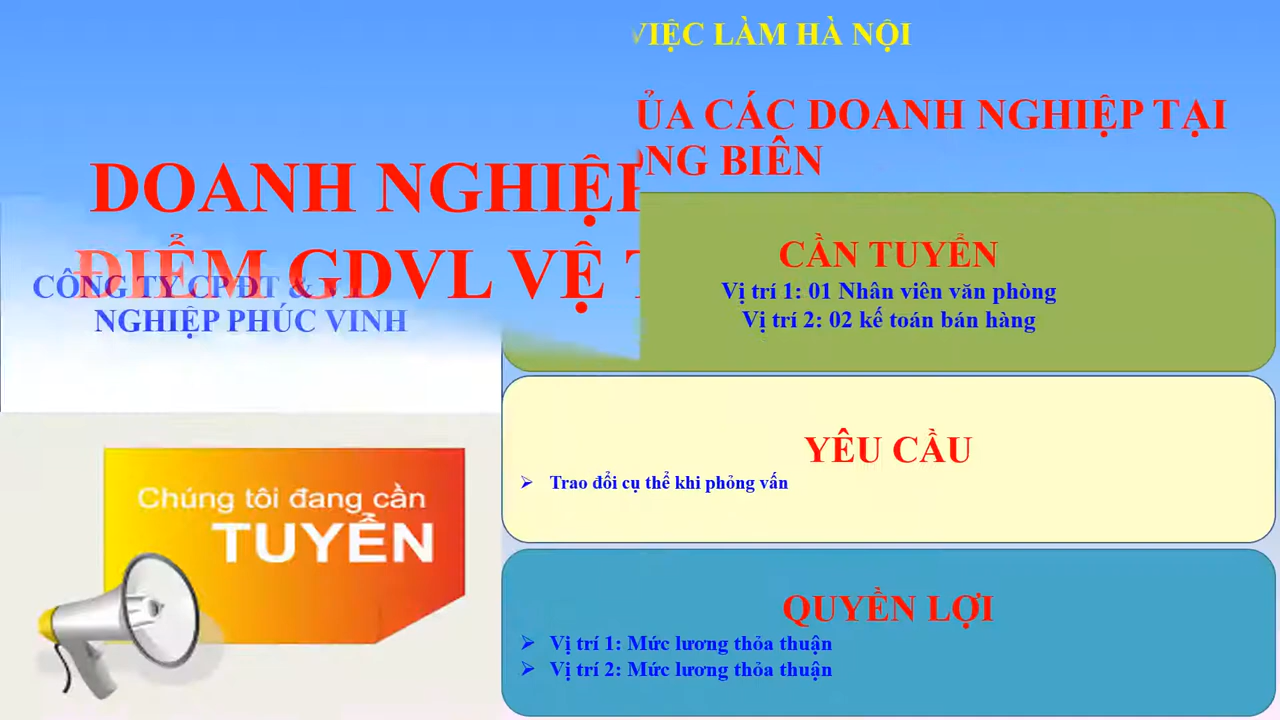 VIỆC LÀM HÀ NỘI
ỦA CÁC DOANH NGHIỆP TẠI
ONG BIÊN
DOANH NGHIỆP
ĐIỂM GDVL VỆ
CÔNG TY CP ĐT &
NGHIỆP PHÚC VINH
CẦN TUYỂN
Vị trí 1: 01 Nhân viên văn phòng
Vị trí 2: 02 kế toán bán hàng
YÊU CẦU
Trao đổi cụ thể khi phỏng vấn
Chúng tôi đang cần
TUYỂN
QUYỀN LỢI
Vị trí 1: Mức lương thỏa thuận
Vị trí 2: Mức lương thỏa thuận